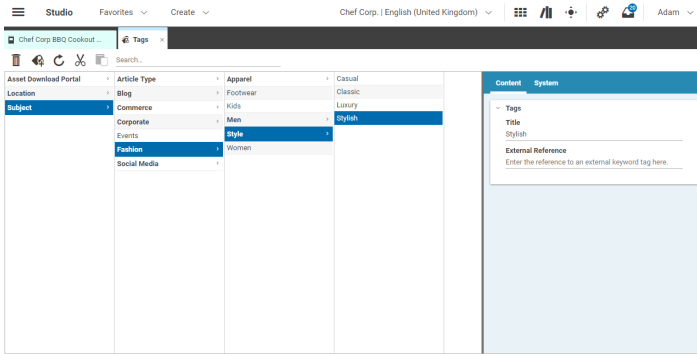 Studio Favorites Create Chef Corp. | English (United Kingdom) 20 Adam
Chef Corp BBQ Cookout ... Tags ×
Search...
Asset Download Portal
Location
Subject
Article Type
Blog
Commerce
Corporate
Events
Fashion
Social Media
Apparel
Footwear
Kids
Men
Style
Women
Casual
Classic
Luxury
Stylish
Content System
Tags
Title
Stylish
External Reference
Enter the reference to an external keyword tag here.